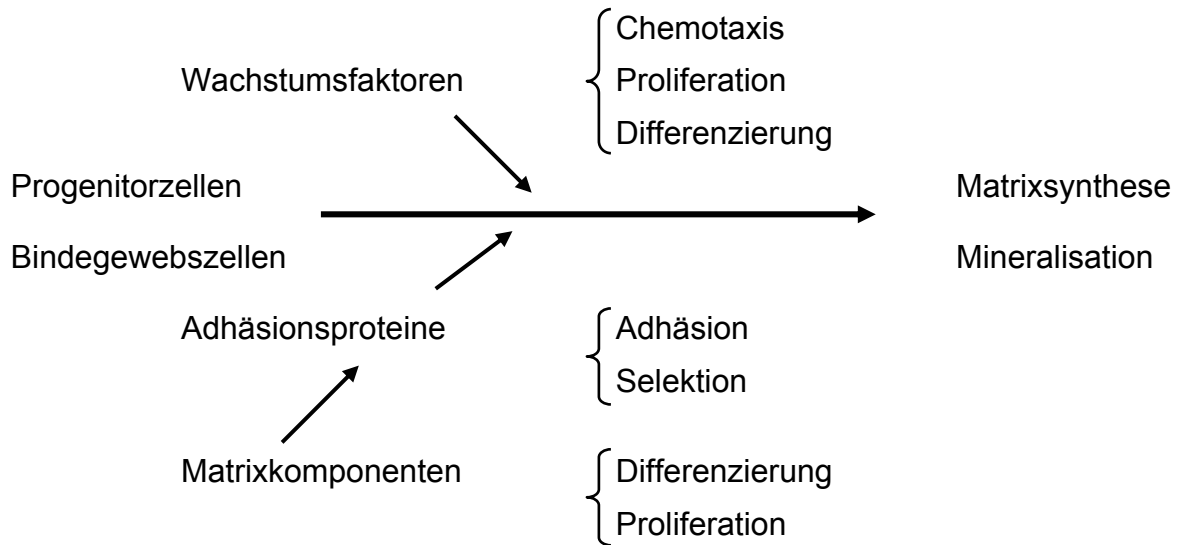 Chemotaxis
Wachstumsfaktoren Proliferation
Differenzierung
Progenitorzellen Matrixsynthese
Bindegewebszellen Mineralisation
Adhäsionsproteine Adhäsion
Selektion
Matrixkomponenten Differenzierung
Proliferation